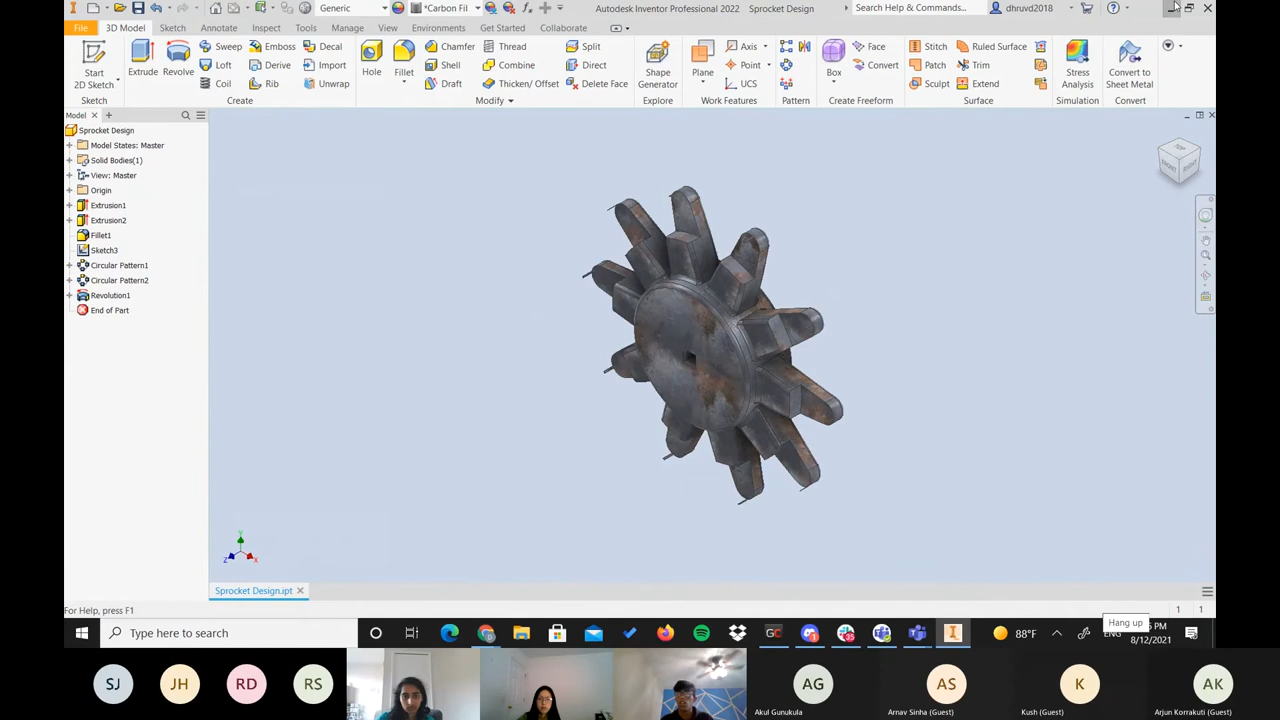 Generic
*Carbon Fil
Autodesk Inventor Professional 2022 Sprocket Design
Search Help & Commands...
dhruvd2018
File 3D Model Sketch Annotate Inspect Tools Manage View Environments Get Started Collaborate
Start
2D Sketch
Sketch
Extrude
Revolve
Sweep
Loft
Coil
Emboss
Derive
Rib
Decal
Import
Unwrap
Create
Hole
Fillet
Chamfer
Shell
Draft
Thread
Combine
Thicken/ Offset
Split
Direct
Delete Face
Modify
Shape
Generator
Explore
Plane
Axis
Point
UCS
Work Features
Pattern
Box
Face
Convert
Create Freeform
Stitch
Patch
Sculpt
Ruled Surface
Trim
Extend
Surface
Stress
Analysis
Simulation
Convert to
Sheet Metal
Convert
Model
Sprocket Design
Model States: Master
Solid Bodies(1)
View: Master
Origin
Extrusion1
Extrusion2
Fillet1
Sketch3
Circular Pattern1
Circular Pattern2
Revolution1
End of Part
TOP
FRONT
RIGHT
Y
Z
X
Sprocket Design.ipt
For Help, press F1
1 1
Hang up
Type here to search
GC
88°F
ENG
8/12/2021
SJ
JH
RD
RS
AG
Akul Gunukula
AS
Arnav Sinha (Guest)
K
Kush (Guest)
AK
Arjun Korrakuti (Guest)